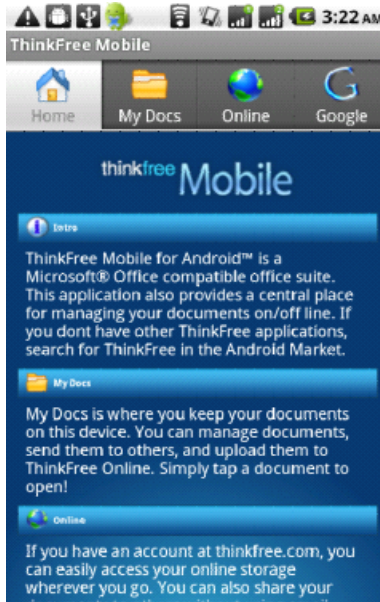 3:22 AM
ThinkFree Mobile
Home
My Docs
Online
Google
thinkfree Mobile
Intro
ThinkFree Mobile for Android™ is a
Microsoft® Office compatible office suite.
This application also provides a central place
for managing your documents on/off line. If
you dont have other ThinkFree applications,
search for ThinkFree in the Android Market.
My Docs
My Docs is where you keep your documents
on this device. You can manage documents,
send them to others, and upload them to
ThinkFree Online. Simply tap a document to
open!
Online
If you have an account at thinkfree.com, you
can easily access your online storage
wherever you go. You can also share your